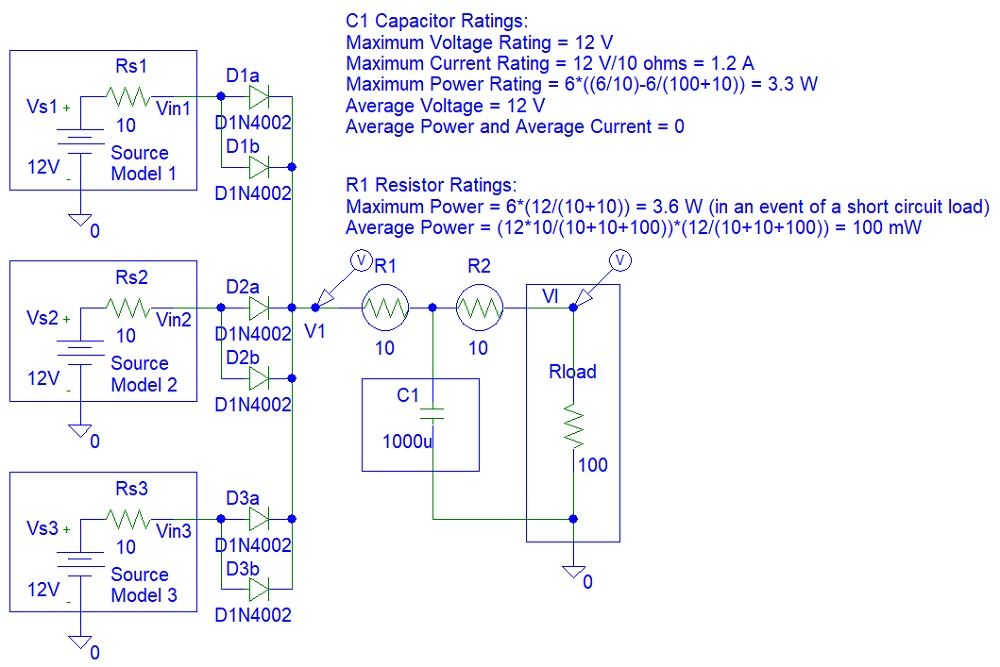 C1 Capacitor Ratings:
Maximum Voltage Rating = 12 V
Maximum Current Rating = 12 V/10 ohms = 1.2 A
Maximum Power Rating = 6*((6/10)-6/(100+10)) = 3.3 W
Average Voltage = 12 V
Average Power and Average Current = 0
R1 Resistor Ratings:
Maximum Power = 6*(12/(10+10)) = 3.6 W (in an event of a short circuit load)
Average Power = (12*10/(10+10+100))*(12/(10+10+100)) = 100 mW
Rs1
Vs1 +
Vin1
10
12V
-
Source
Model 1
0
D1a
D1N4002
D1b
D1N4002
Rs2
Vs2 +
Vin2
10
12V
-
Source
Model 2
0
D2a
D1N4002
D2b
D1N4002
Rs3
Vs3 +
Vin3
10
12V
-
Source
Model 3
0
D3a
D1N4002
D3b
D1N4002
V
V1
R1
10
R2
10
C1
1000u
V
Vl
Rload
100
0